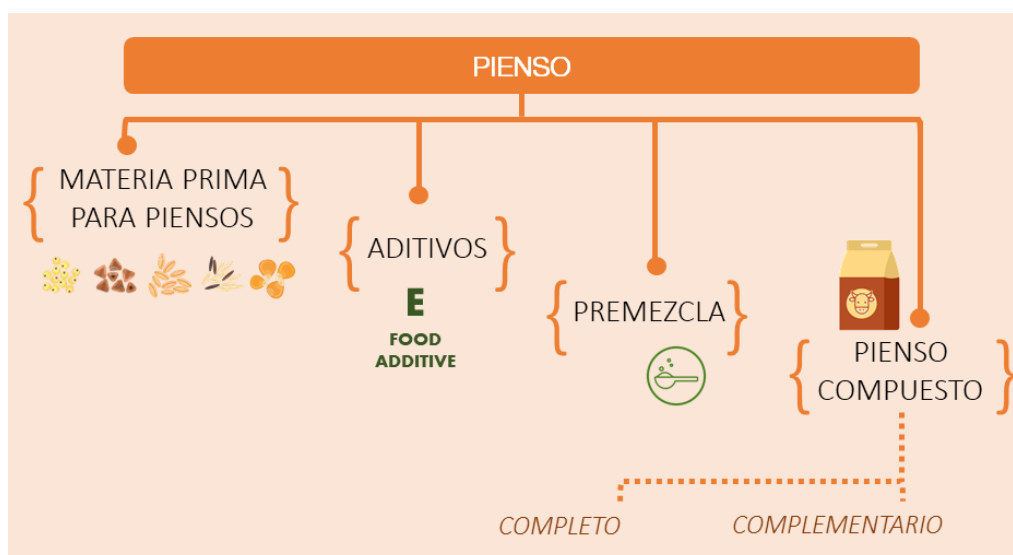 PIENSO
MATERIA PRIMA
PARA PIENSOS
ADITIVOS
E
FOOD
ADDITIVE
PREMEZCLA
PIENSO
COMPUESTO
COMPLETO
COMPLEMENTARIO